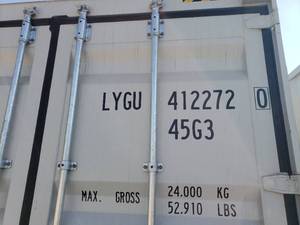 LYGU 412272 0
45G3
MAX. GROSS 24.000 KG
52.910 LBS